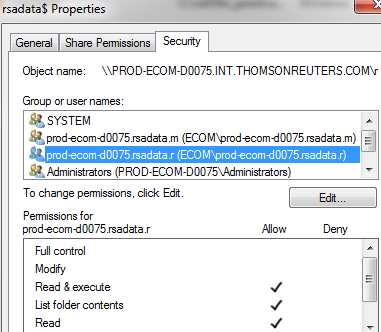 rsadata$ Properties
General Share Permissions Security
Object name: \\PROD-ECOM-D0075.INT.THOMSONREUTERS.COM\r
Group or user names:
SYSTEM
prod-ecom-d0075.rsadata.m (ECOM\prod-ecom-d0075.rsadata.m)
prod-ecom-d0075.rsadata.r (ECOM\prod-ecom-d0075.rsadata.r)
Administrators (PROD-ECOM-D0075\Administrators)
To change permissions, click Edit.
Edit...
Permissions for
prod-ecom-d0075.rsadata.r Allow Deny
Full control
Modify
Read & execute
List folder contents
Read